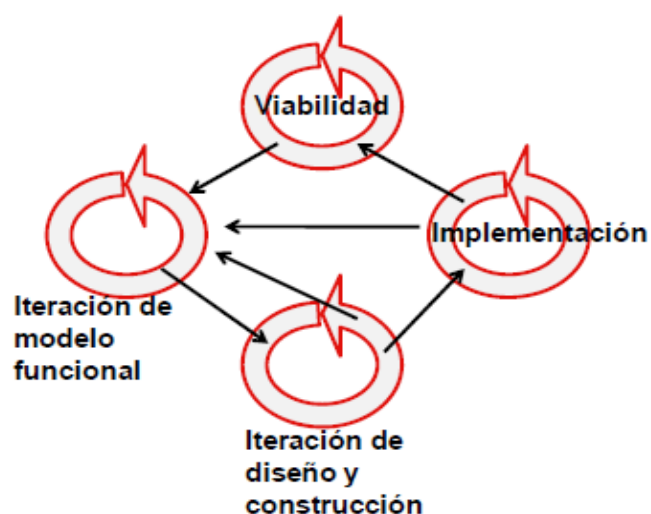 Viabilidad
Implementación
Iteración de
modelo
funcional
Iteración de
diseño y
construcción